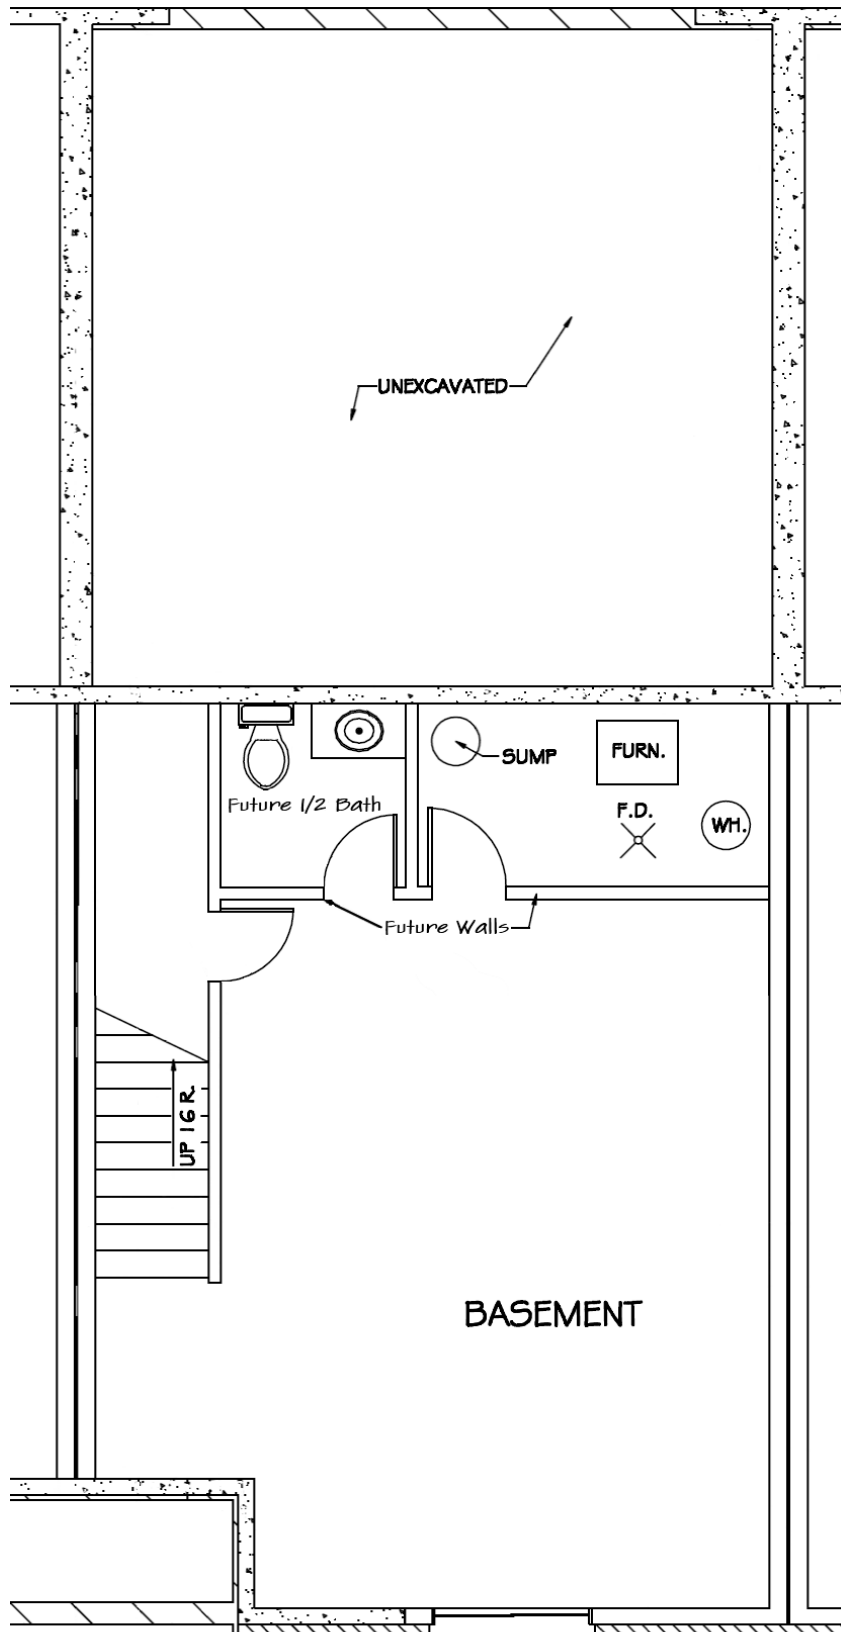 UNEXCAVATED
SUMP
FURN.
F.D.
WH.
Future 1/2 Bath
Future Walls
UP 16 R.
BASEMENT